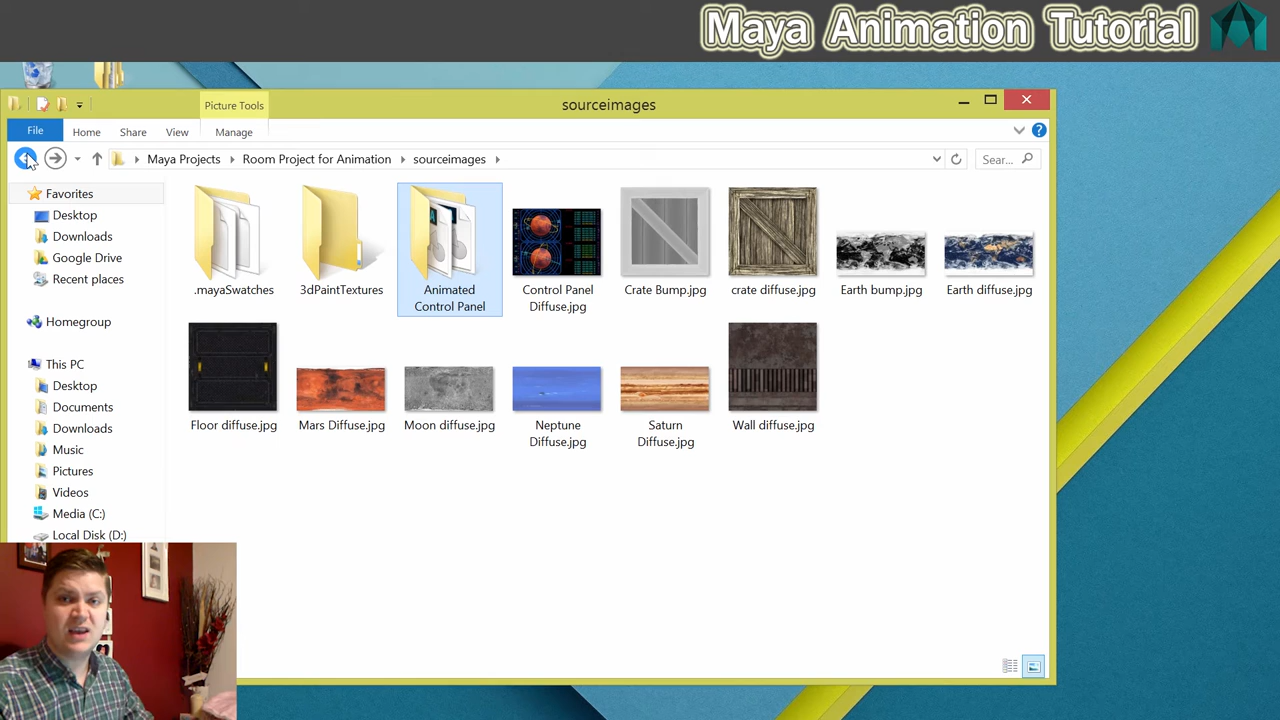 Maya Animation Tutorial
Picture Tools
sourceimages
File
Home
Share
View
Manage
Maya Projects
Room Project for Animation
sourceimages
Sear...
Favorites
Desktop
Downloads
Google Drive
Recent places
Homegroup
This PC
Desktop
Documents
Downloads
Music
Pictures
Videos
Media (C:)
Local Disk (D:)
.mayaSwatches
3dPaintTextures
Animated
Control Panel
Control Panel
Diffuse.jpg
Crate Bump.jpg
crate diffuse.jpg
Earth bump.jpg
Earth diffuse.jpg
Floor diffuse.jpg
Mars Diffuse.jpg
Moon diffuse.jpg
Neptune
Diffuse.jpg
Saturn
Diffuse.jpg
Wall diffuse.jpg